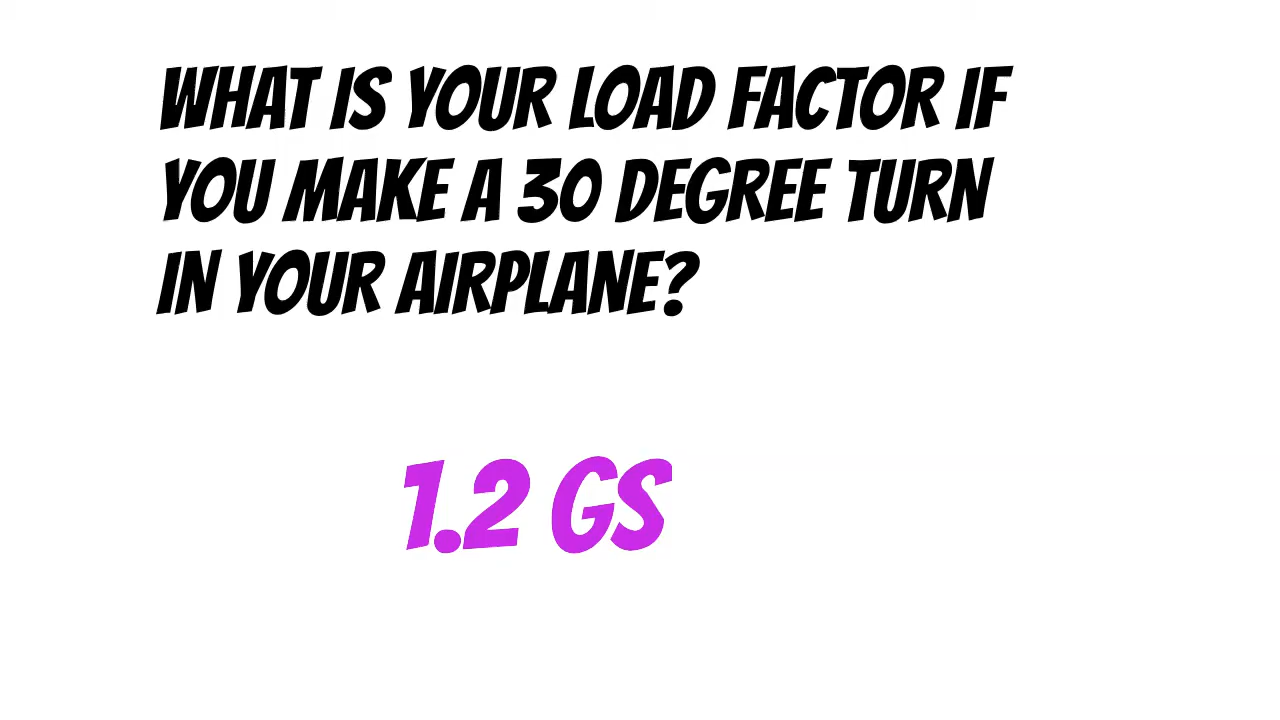 WHAT IS YOUR LOAD FACTOR IF
YOU MAKE A 30 DEGREE TURN
IN YOUR AIRPLANE?
1.2 GS